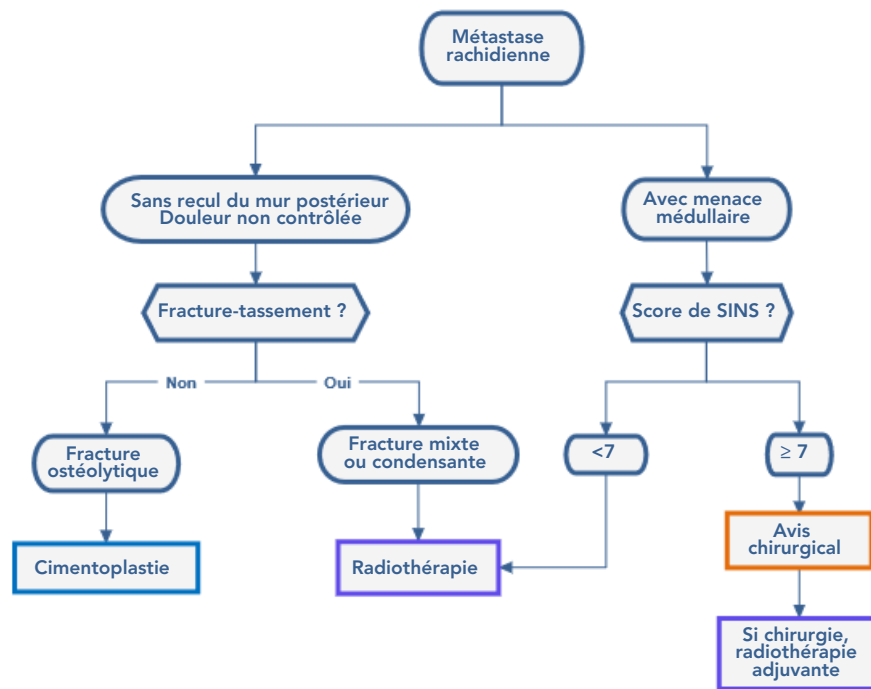 Métastase
rachidienne
Sans recul du mur postérieur
Douleur non contrôlée
Avec menace
médullaire
Fracture-tassement ?
Score de SINS ?
Non
Oui
Fracture
ostéolytique
Fracture mixte
ou condensante
<7
≥ 7
Cimentoplastie
Radiothérapie
Avis
chirurgical
Si chirurgie,
radiothérapie
adjuvante